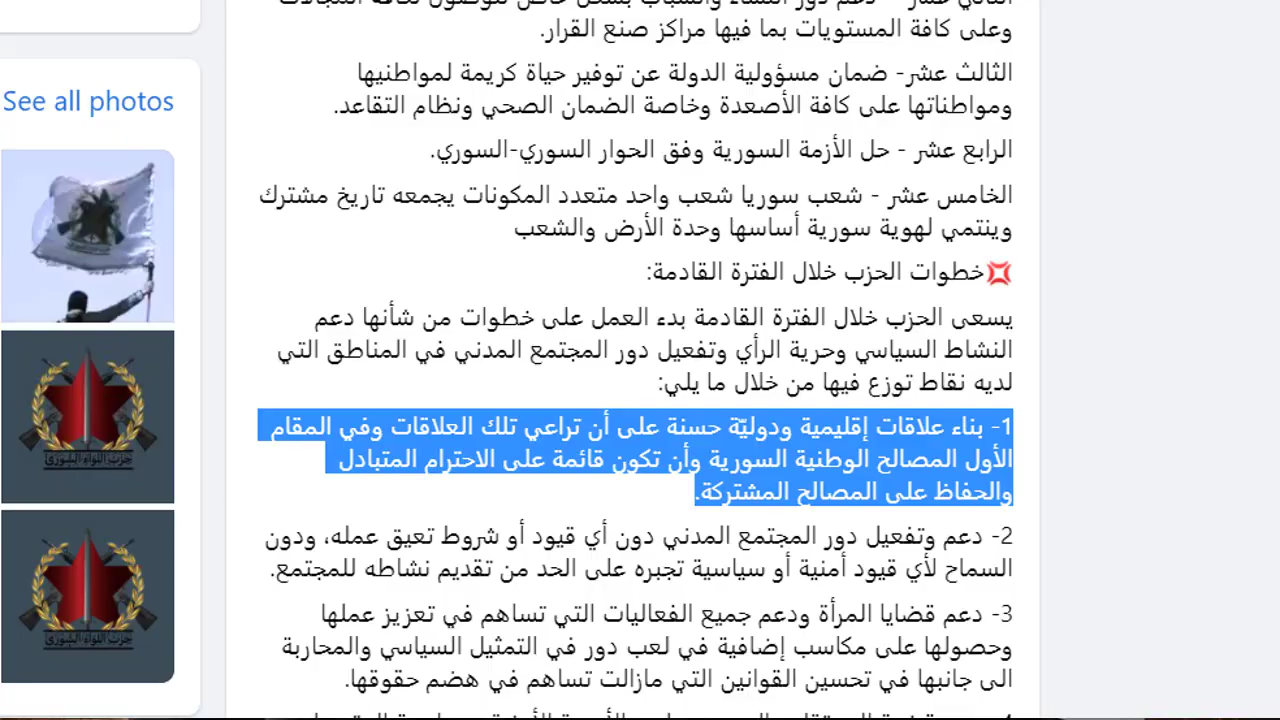 وعلى كافة المستويات بما فيها مراكز صنع القرار.
الثالث عشر- ضمان مسؤولية الدولة عن توفير حياة كريمة لمواطنيها
ومواطناتها على كافة الأصعدة وخاصة الضمان الصحي ونظام التقاعد.
See all photos
الرابع عشر - حل الأزمة السورية وفق الحوار السوري-السوري.
الخامس عشر - شعب سوريا شعب واحد متعدد المكونات يجمعه تاريخ مشترك
وينتمي لهوية سورية أساسها وحدة الأرض والشعب
💢خطوات الحزب خلال الفترة القادمة:
يسعى الحزب خلال الفترة القادمة بدء العمل على خطوات من شأنها دعم
النشاط السياسي وحرية الرأي وتفعيل دور المجتمع المدني في المناطق التي
لديه نقاط توزع فيها من خلال ما يلي:
1- بناء علاقات إقليمية ودوليّة حسنة على أن تراعي تلك العلاقات وفي المقام
الأول المصالح الوطنية السورية وأن تكون قائمة على الاحترام المتبادل
والحفاظ على المصالح المشتركة.
2- دعم وتفعيل دور المجتمع المدني دون أي قيود أو شروط تعيق عمله، ودون
السماح لأي قيود أمنية أو سياسية تجبره على الحد من تقديم نشاطه للمجتمع.
3- دعم قضايا المرأة ودعم جميع الفعاليات التي تساهم في تعزيز عملها
وحصولها على مكاسب إضافية في لعب دور في التمثيل السياسي والمحاربة
الى جانبها في تحسين القوانين التي مازالت تساهم في هضم حقوقها.
حزب اللواء السوري
حزب اللواء السوري